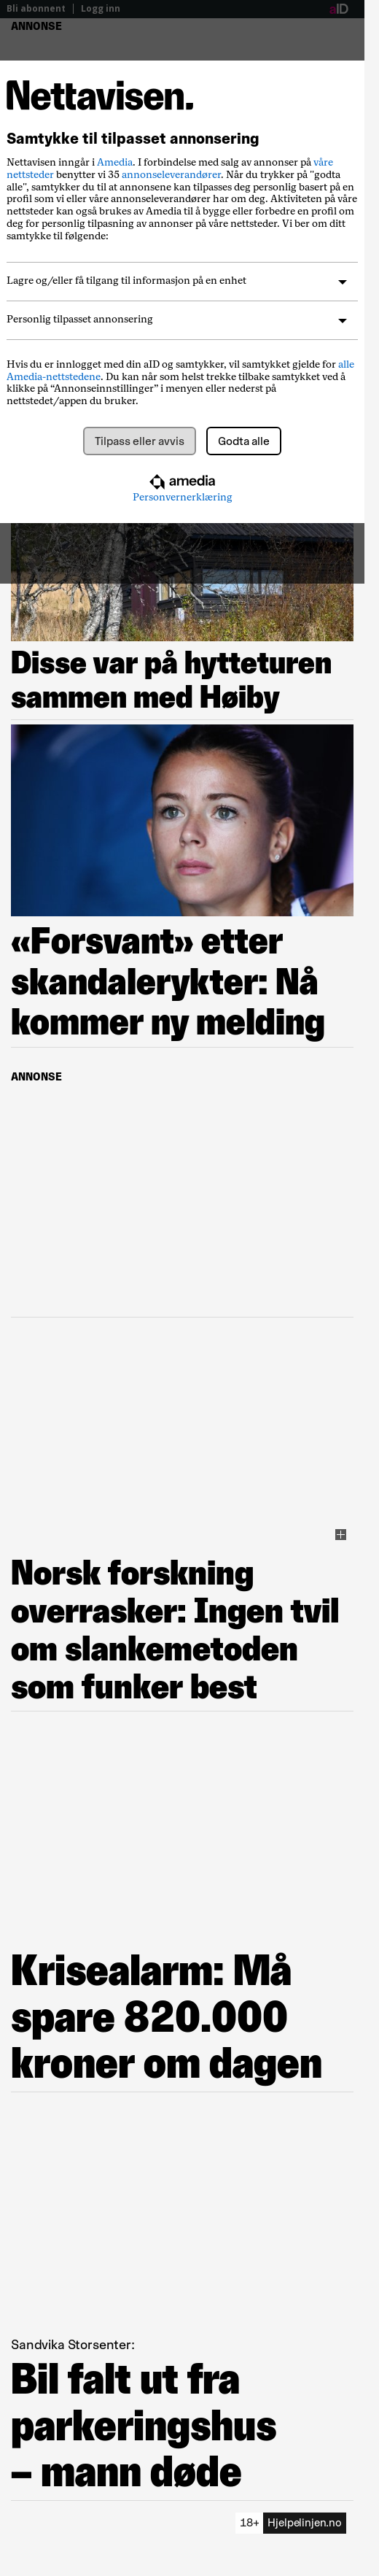 Bli abonnent | Logg inn
aID
ANNONSE
Nettavisen.
Samtykke til tilpasset annonsering
Nettavisen inngår i Amedia. I forbindelse med salg av annonser på våre
nettsteder benytter vi 35 annonseleverandører. Når du trykker på "godta
alle", samtykker du til at annonsene kan tilpasses deg personlig basert på en
profil som vi eller våre annonseleverandører har om deg. Aktiviteten på våre
nettsteder kan også brukes av Amedia til å bygge eller forbedre en profil om
deg for personlig tilpasning av annonser på våre nettsteder. Vi ber om ditt
samtykke til følgende:
Lagre og/eller få tilgang til informasjon på en enhet
Personlig tilpasset annonsering
Hvis du er innlogget med din aID og samtykker, vil samtykket gjelde for alle
Amedia-nettstedene. Du kan når som helst trekke tilbake samtykket ved å
klikke på “Annonseinnstillinger” i menyen eller nederst på
nettstedet/appen du bruker.
Tilpass eller avvis
Godta alle
amedia
Personvernerklæring
Disse var på hytteturen
sammen med Høiby
«Forsvant» etter
skandalerykter: Nå
kommer ny melding
ANNONSE
Norsk forskning
overrasker: Ingen tvil
om slankemetoden
som funker best
Krisealarm: Må
spare 820.000
kroner om dagen
Sandvika Storsenter:
Bil falt ut fra
parkeringshus
– mann døde
18+ Hjelpelinjen.no